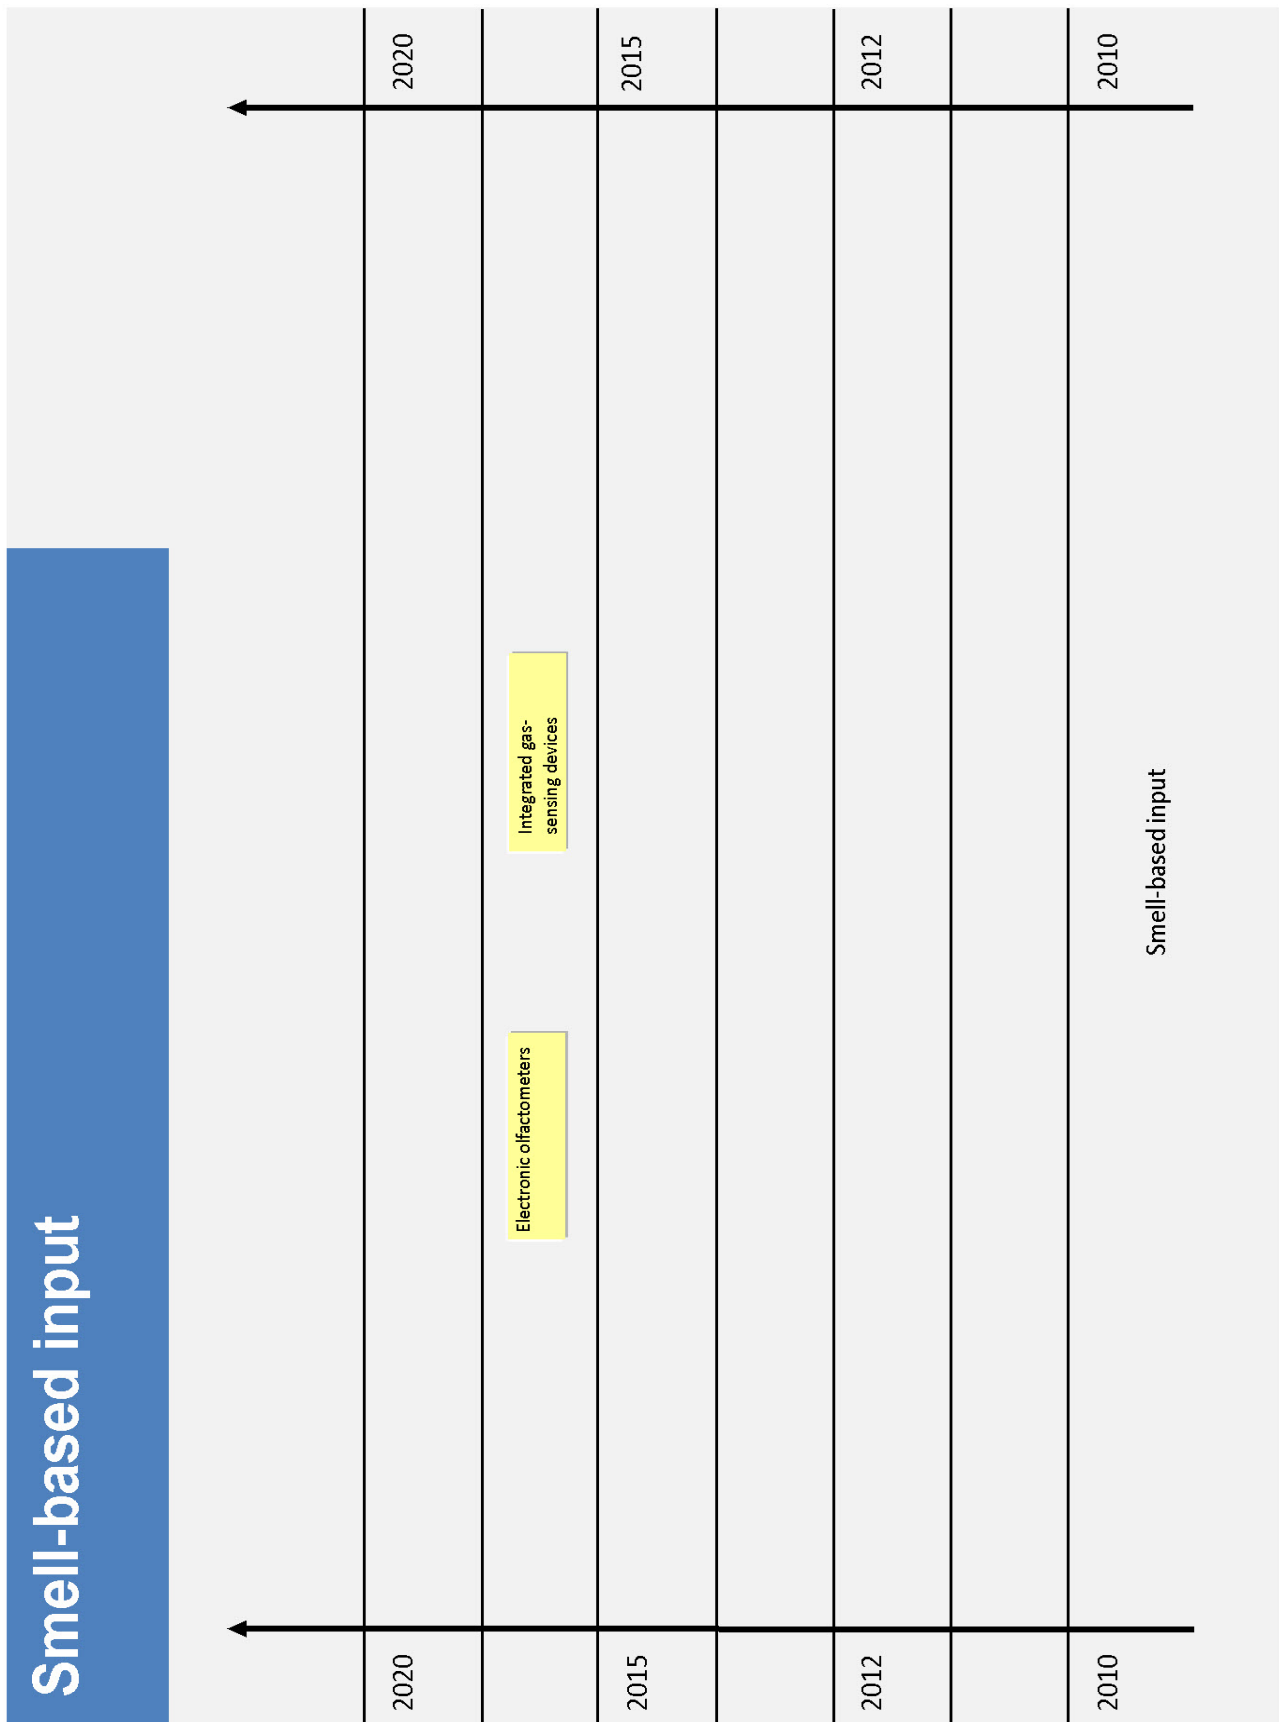 Smell-based input
2020
2020
Electronic olfactometers
Integrated gas-
sensing devices
2015
2015
2012
2012
2010
2010
Smell-based input